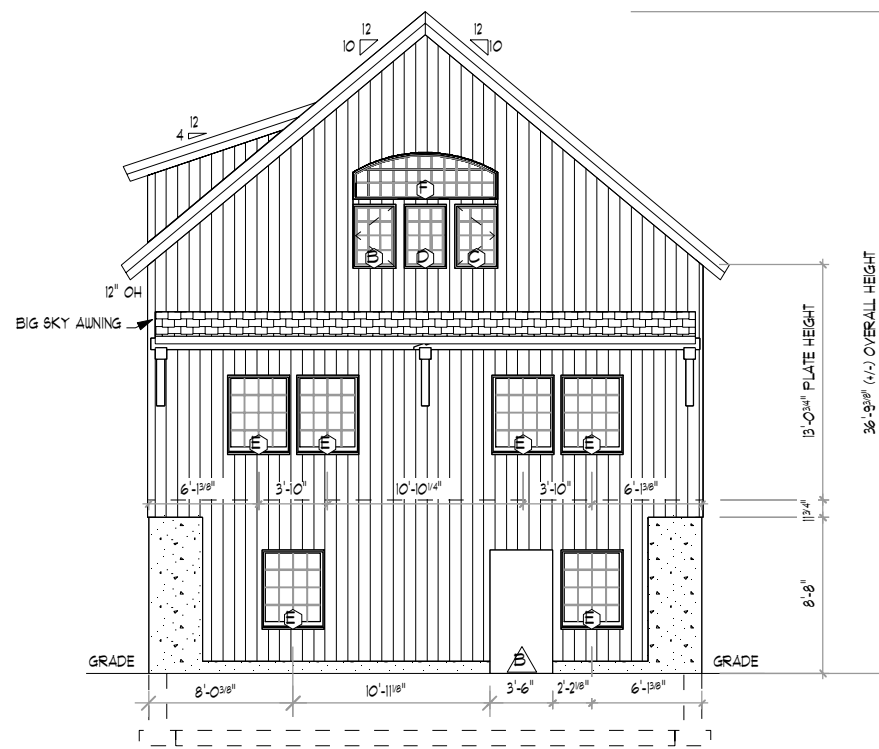 12 12
10 10
12
4
F
B D C
12" OH
BIG SKY AWNING
13'-0 3/4" PLATE HEIGHT
36'-9 3/8" (+/-) OVERALL HEIGHT
E E E E
6'-1 3/8" 3'-10" 10'-10 1/4" 3'-10" 6'-1 3/8"
11 3/4"
8'-8"
E E
B
GRADE GRADE
8'-0 3/8" 10'-11 1/8" 3'-6" 2'-2 1/8" 6'-1 3/8"